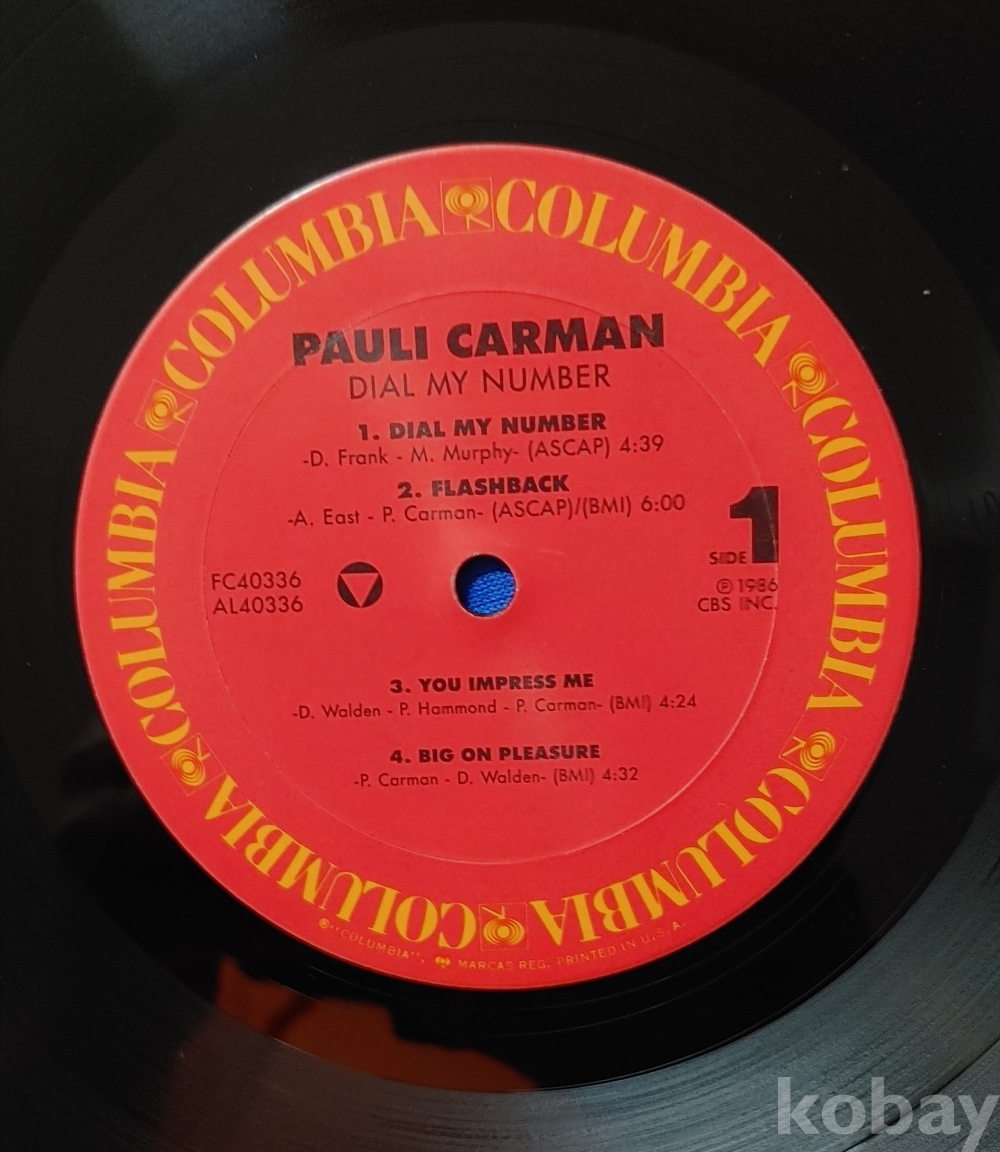 COLUMBIA COLUMBIA COLUMBIA COLUMBIA COLUMBIA COLUMBIA COLUMBIA
PAULI CARMAN
DIAL MY NUMBER
1. DIAL MY NUMBER
-D. Frank - M. Murphy- (ASCAP) 4:39
2. FLASHBACK
-A. East - P. Carman- (ASCAP)/(BMI) 6:00
SIDE 1
FC40336
AL40336
℗ 1986
CBS INC.
3. YOU IMPRESS ME
-D. Walden - P. Hammond - P. Carman- (BMI) 4:24
4. BIG ON PLEASURE
-P. Carman - D. Walden- (BMI) 4:32
®"COLUMBIA", MARCAS REG. PRINTED IN U.S.A.
kobay